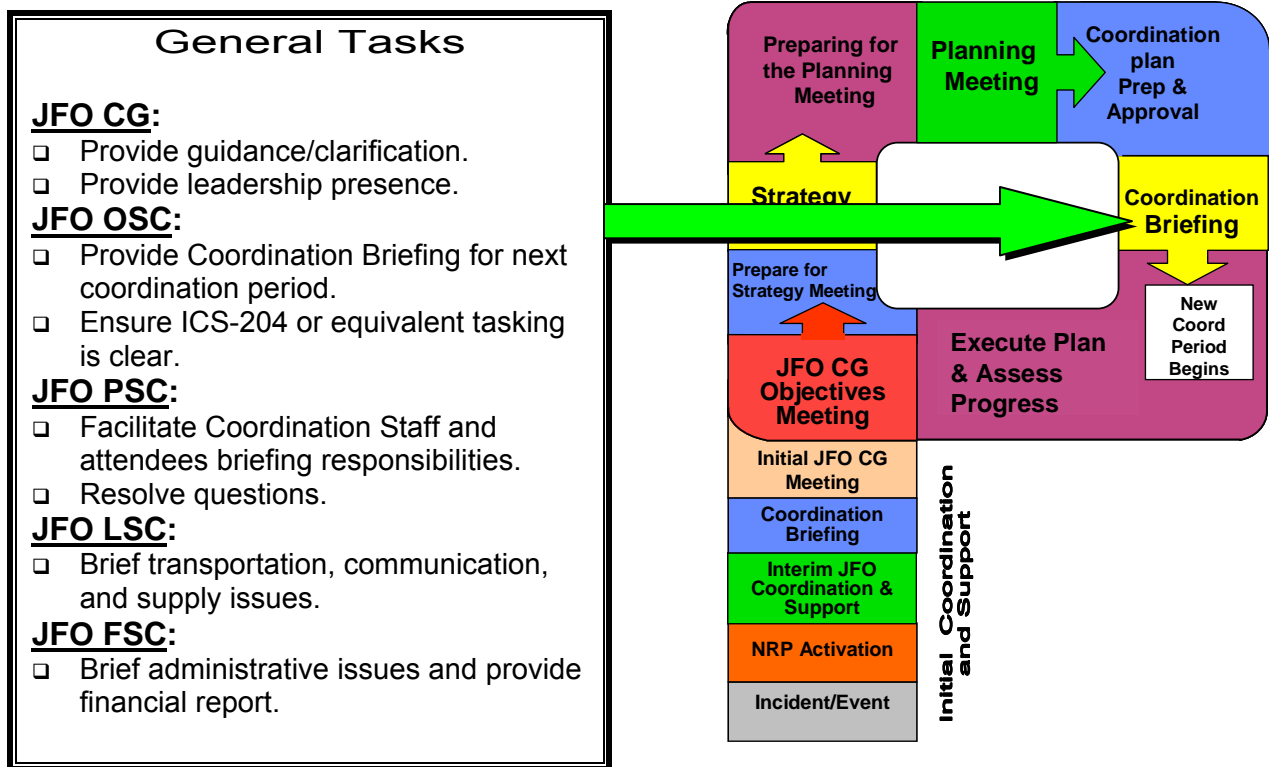 General Tasks
JFO CG:
❑ Provide guidance/clarification.
❑ Provide leadership presence.
JFO OSC:
❑ Provide Coordination Briefing for next
coordination period.
❑ Ensure ICS-204 or equivalent tasking
is clear.
JFO PSC:
❑ Facilitate Coordination Staff and
attendees briefing responsibilities.
❑ Resolve questions.
JFO LSC:
❑ Brief transportation, communication,
and supply issues.
JFO FSC:
❑ Brief administrative issues and provide
financial report.
Preparing for
the Planning
Meeting
Planning
Meeting
Coordination
plan
Prep &
Approval
Strategy
Coordination
Briefing
Prepare for
Strategy Meeting
New
Coord
Period
Begins
Execute Plan
& Assess
Progress
JFO CG
Objectives
Meeting
Initial JFO CG
Meeting
Coordination
Briefing
Interim JFO
Coordination &
Support
NRP Activation
Incident/Event
Initial Coordination
and Support